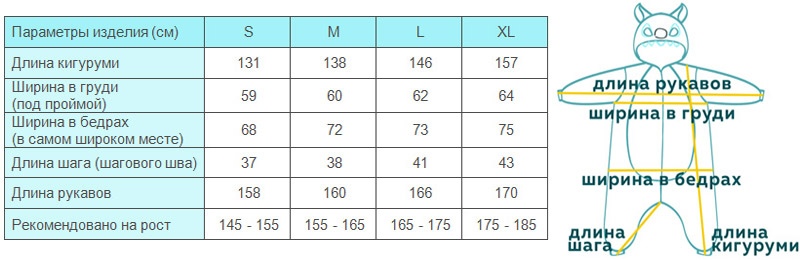 Параметры изделия (см) S M L XL
Длина кигуруми 131 138 146 157
Ширина в груди
(под проймой) 59 60 62 64
Ширина в бедрах
(в самом широком месте) 68 72 73 75
Длина шага (шагового шва) 37 38 41 43
Длина рукавов 158 160 166 170
Рекомендовано на рост 145 - 155 155 - 165 165 - 175 175 - 185
длина рукавов
ширина в груди
ширина в бедрах
длина
шага
длина
кигуруми